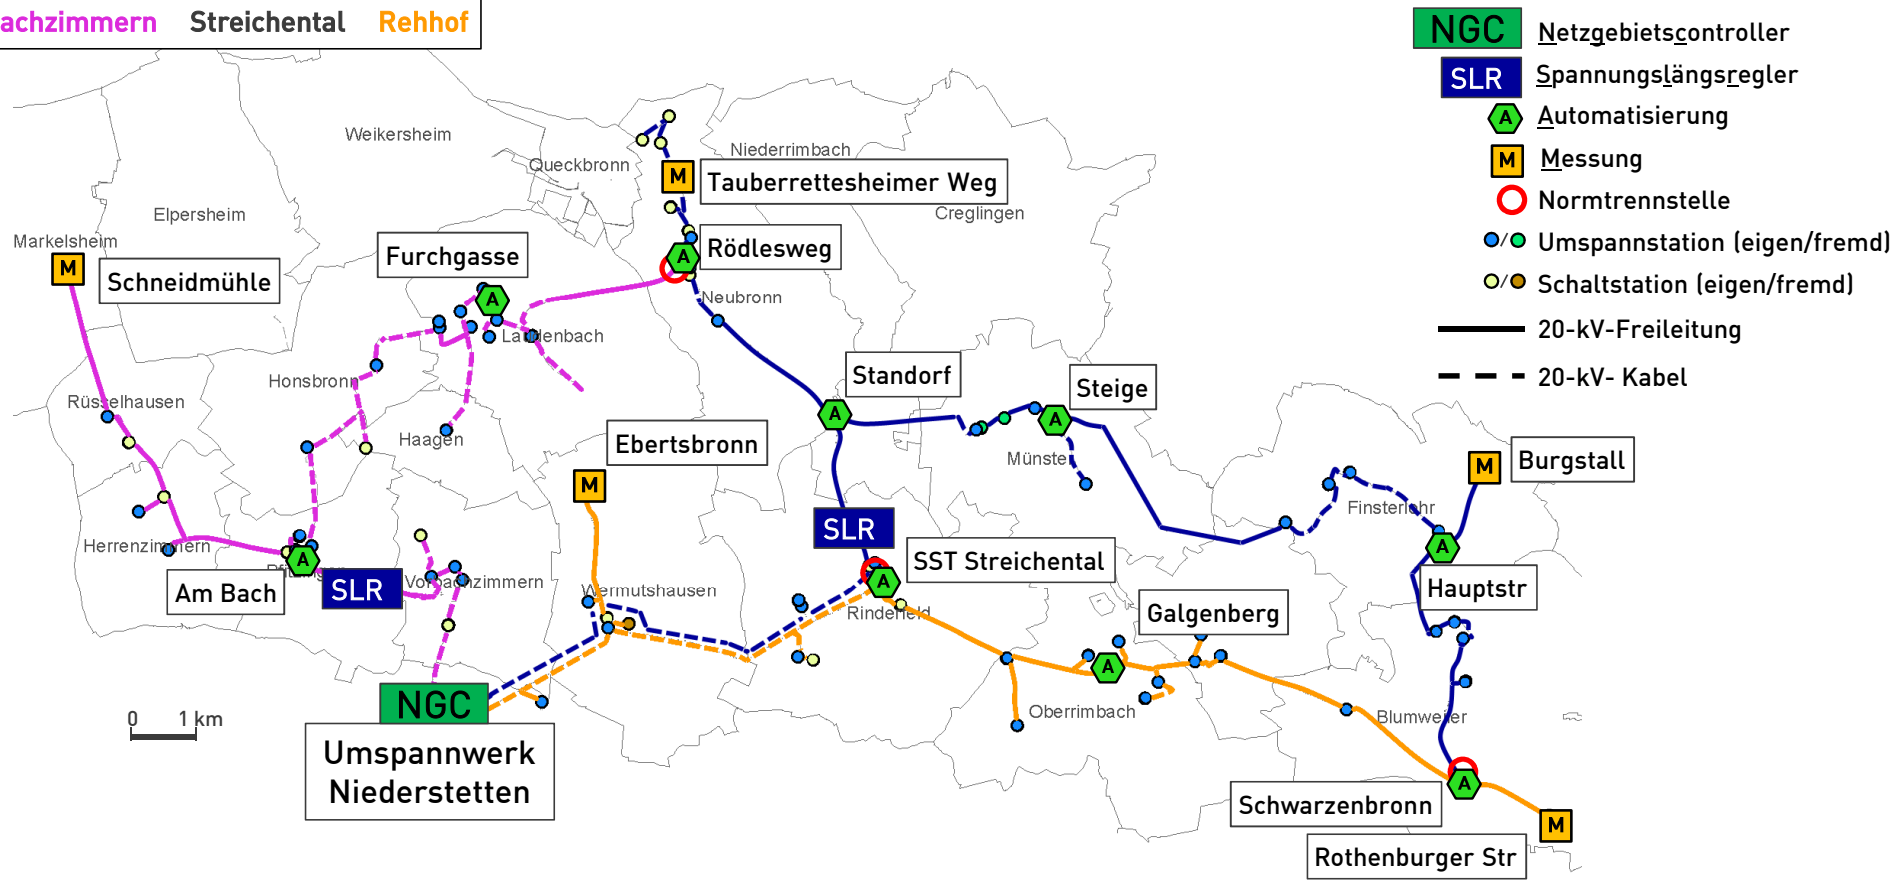 achzimmern Streichental Rehhof
NGC Netzgebietscontroller
SLR Spannungslängsregler
A Automatisierung
M Messung
Normtrennstelle
Umspannstation (eigen/fremd)
Schaltstation (eigen/fremd)
20-kV-Freileitung
20-kV- Kabel
Weikersheim
Queckbronn
Niederrimbach
M
Tauberrettesheimer Weg
Elpersheim
Creglingen
Markelsheim
M
Schneidmühle
Furchgasse
A
Rödlesweg
A
Neubronn
Laudenbach
Honsbronn
Standorf
A
Steige
A
Rüsselhausen
Haagen
Ebertsbronn
M
Münster
Burgstall
M
Finsterlohr
SLR
Herrenzimmern
A
Am Bach
SLR
Vorbachzimmern
SST Streichental
A
Hauptstr
A
Wermutshausen
Rinderfeld
Galgenberg
A
NGC
Umspannwerk
Niederstetten
0 1 km
Oberrimbach
Blumweiler
Schwarzenbronn
A
Rothenburger Str
M